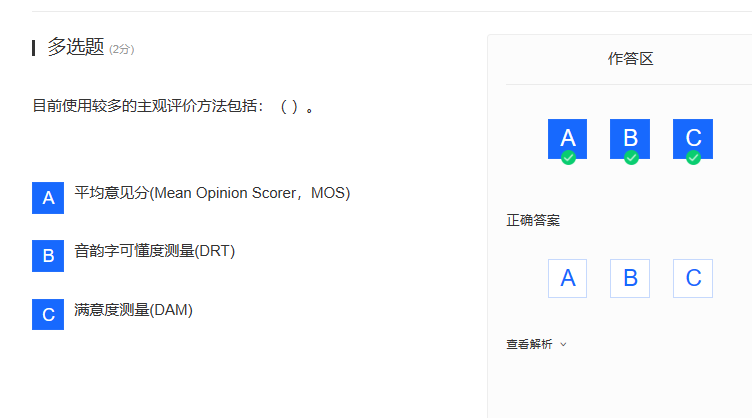 多选题 (2分)
目前使用较多的主观评价方法包括：（ ）。
A 平均意见分(Mean Opinion Scorer，MOS)
B 音韵字可懂度测量(DRT)
C 满意度测量(DAM)
作答区
A B C
正确答案
A B C
查看解析